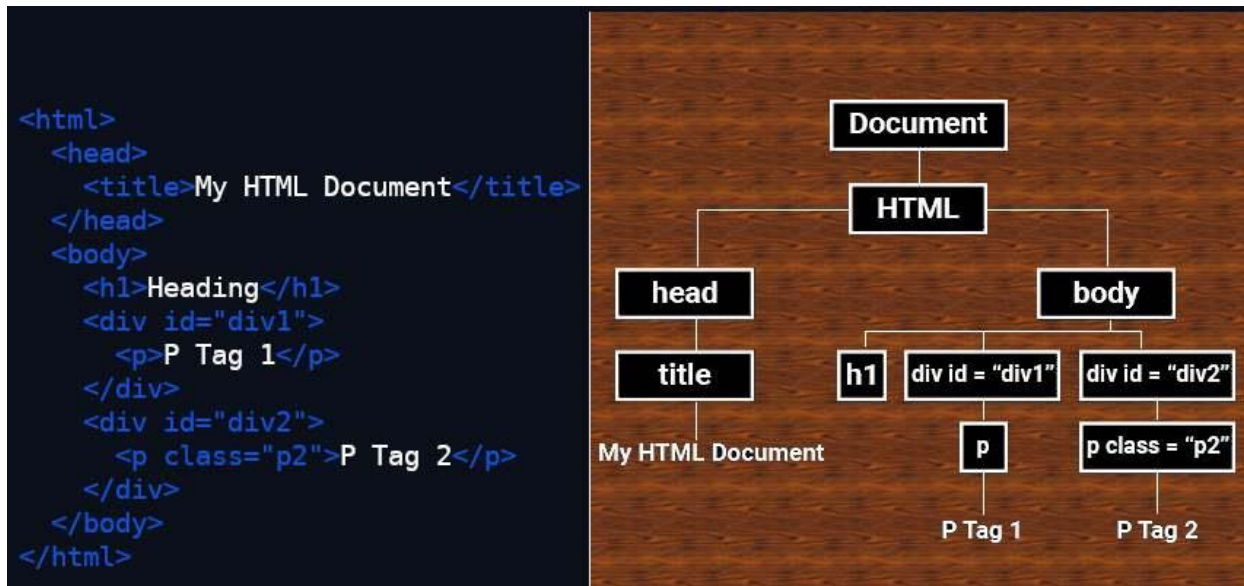 <html>
<head>
<title>My HTML Document</title>
</head>
<body>
<h1>Heading</h1>
<div id="div1">
<p>P Tag 1</p>
</div>
<div id="div2">
<p class="p2">P Tag 2</p>
</div>
</body>
</html>
Document
HTML
head
body
title
h1
div id = “div1”
div id = “div2”
My HTML Document
p
p class = “p2”
P Tag 1
P Tag 2